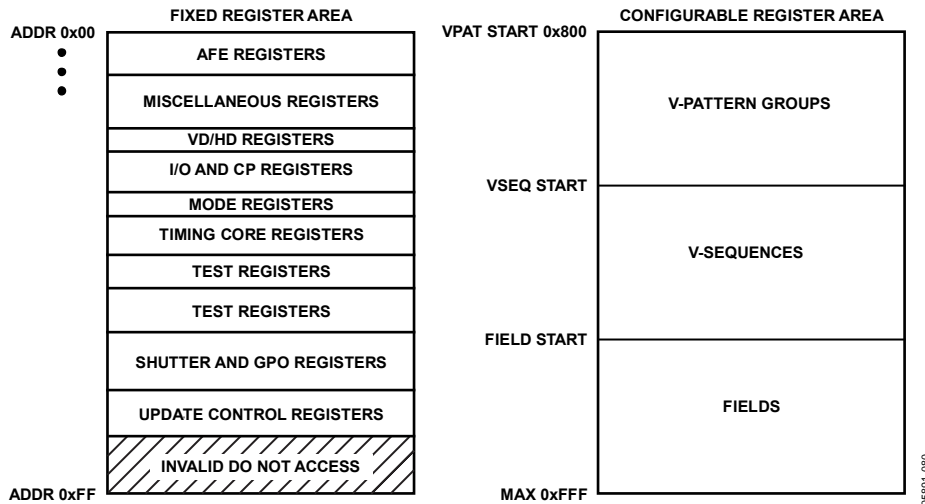 FIXED REGISTER AREA
ADDR 0x00
AFE REGISTERS
MISCELLANEOUS REGISTERS
VD/HD REGISTERS
I/O AND CP REGISTERS
MODE REGISTERS
TIMING CORE REGISTERS
TEST REGISTERS
TEST REGISTERS
SHUTTER AND GPO REGISTERS
UPDATE CONTROL REGISTERS
INVALID DO NOT ACCESS
ADDR 0xFF
CONFIGURABLE REGISTER AREA
VPAT START 0x800
V-PATTERN GROUPS
VSEQ START
V-SEQUENCES
FIELD START
FIELDS
MAX 0xFFF